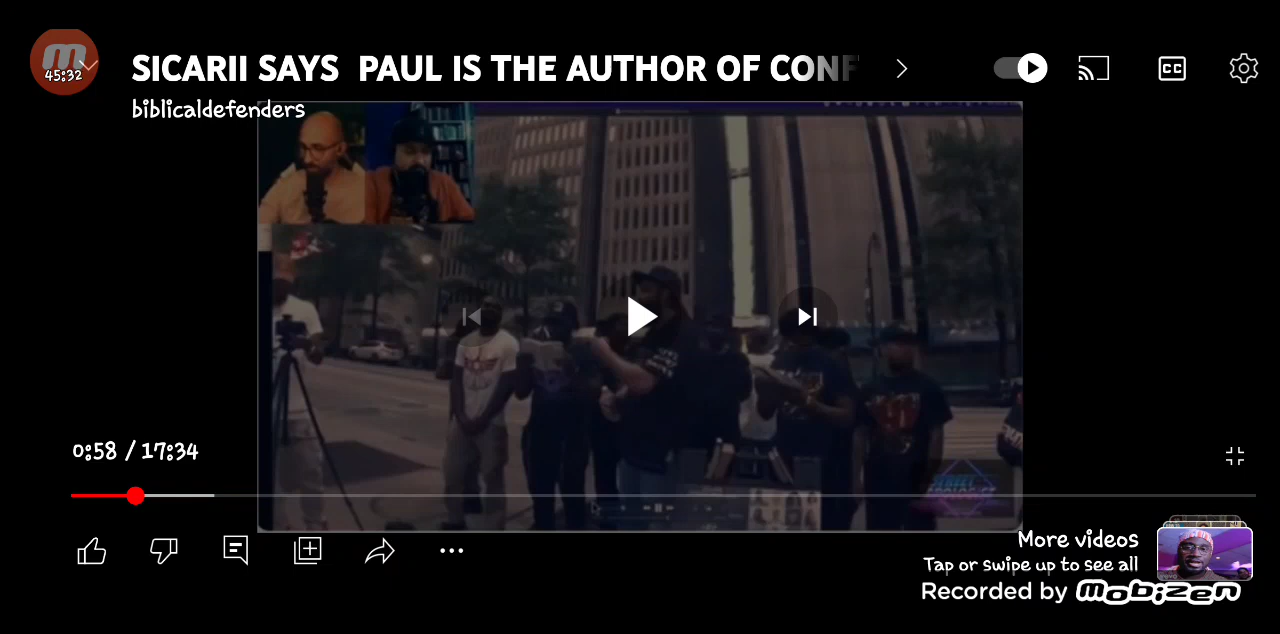 45:32
SICARII SAYS PAUL IS THE AUTHOR OF CONF
CC
biblicaldefenders
0:58 / 17:34
More videos
Tap or swipe up to see all
Recorded by mobizen